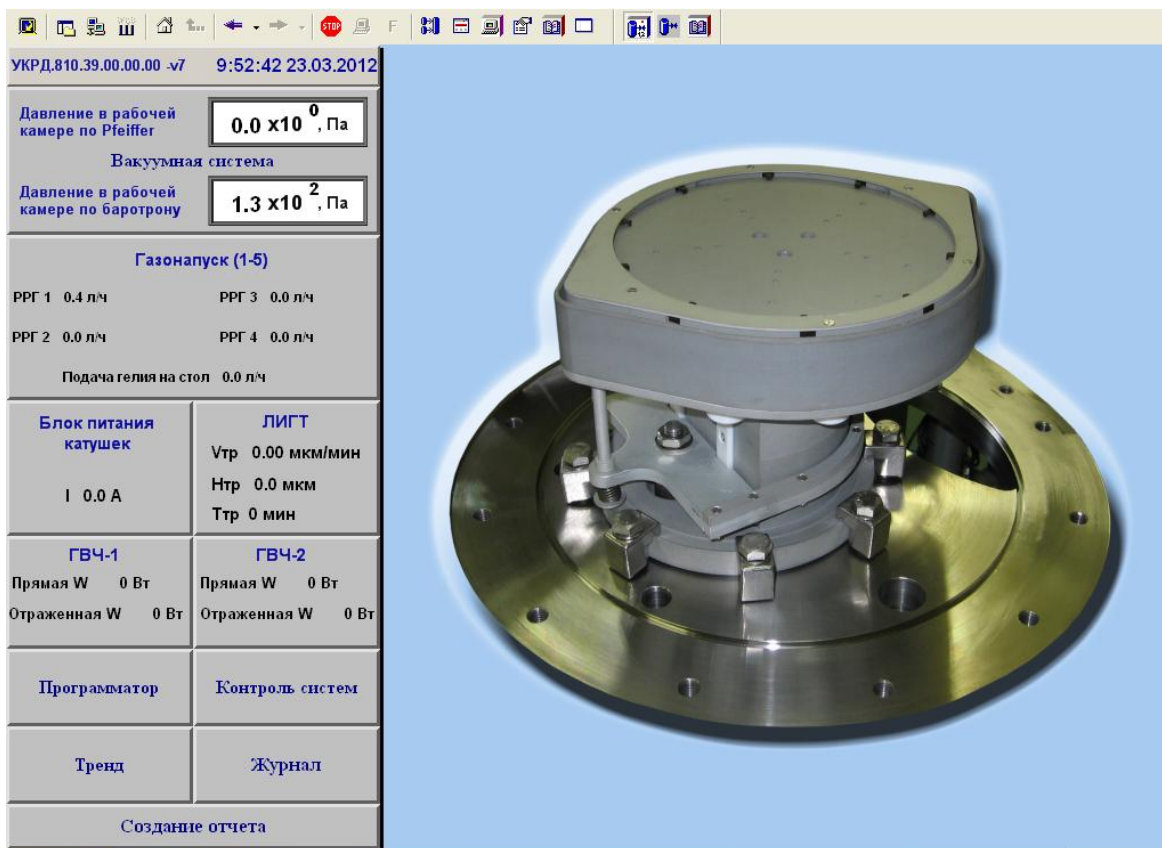 STOP
F
УКРД.810.39.00.00.00 -v7 9:52:42 23.03.2012
Давление в рабочей
камере по Pfeiffer
0.0 x10 0, Па
Вакуумная система
Давление в рабочей
камере по баротрону
1.3 x10 2, Па
Газонапуск (1-5)
РРГ 1 0.4 л/ч РРГ 3 0.0 л/ч
РРГ 2 0.0 л/ч РРГ 4 0.0 л/ч
Подача гелия на стол 0.0 л/ч
Блок питания
катушек
I 0.0 А
ЛИГТ
Vтр 0.00 мкм/мин
Нтр 0.0 мкм
Ттр 0 мин
ГВЧ-1
Прямая W 0 Вт
Отраженная W 0 Вт
ГВЧ-2
Прямая W 0 Вт
Отраженная W 0 Вт
Программатор
Контроль систем
Тренд
Журнал
Создание отчета